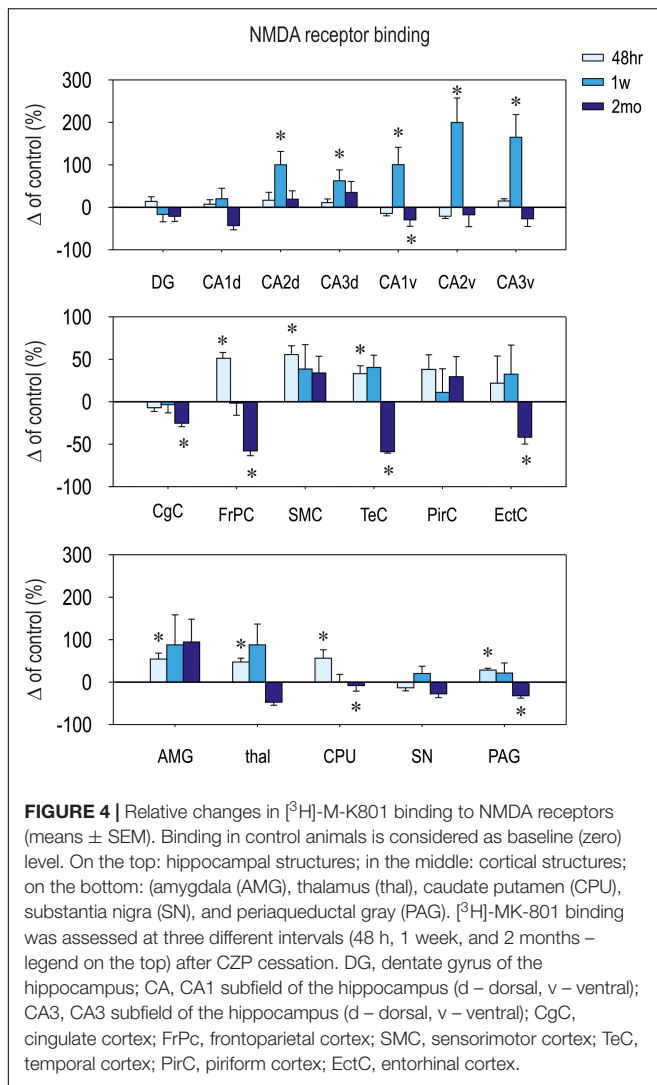 NMDA receptor binding
48hr
1w
2mo
Δ of control (%)
300
200
100
0
-100
*
*
*
*
*
*
DG CA1d CA2d CA3d CA1v CA2v CA3v
Δ of control (%)
100
50
0
-50
-100
*
*
*
*
*
*
*
CgC FrPC SMC TeC PirC EctC
Δ of control (%)
300
200
100
0
-100
*
*
*
*
*
*
AMG thal CPU SN PAG
FIGURE 4 | Relative changes in [³H]-M-K801 binding to NMDA receptors
(means ± SEM). Binding in control animals is considered as baseline (zero)
level. On the top: hippocampal structures; in the middle: cortical structures;
on the bottom: (amygdala (AMG), thalamus (thal), caudate putamen (CPU),
substantia nigra (SN), and periaqueductal gray (PAG). [³H]-MK-801 binding
was assessed at three different intervals (48 h, 1 week, and 2 months –
legend on the top) after CZP cessation. DG, dentate gyrus of the
hippocampus; CA, CA1 subfield of the hippocampus (d – dorsal, v – ventral);
CA3, CA3 subfield of the hippocampus (d – dorsal, v – ventral); CgC,
cingulate cortex; FrPc, frontoparietal cortex; SMC, sensorimotor cortex; TeC,
temporal cortex; PirC, piriform cortex; EctC, entorhinal cortex.